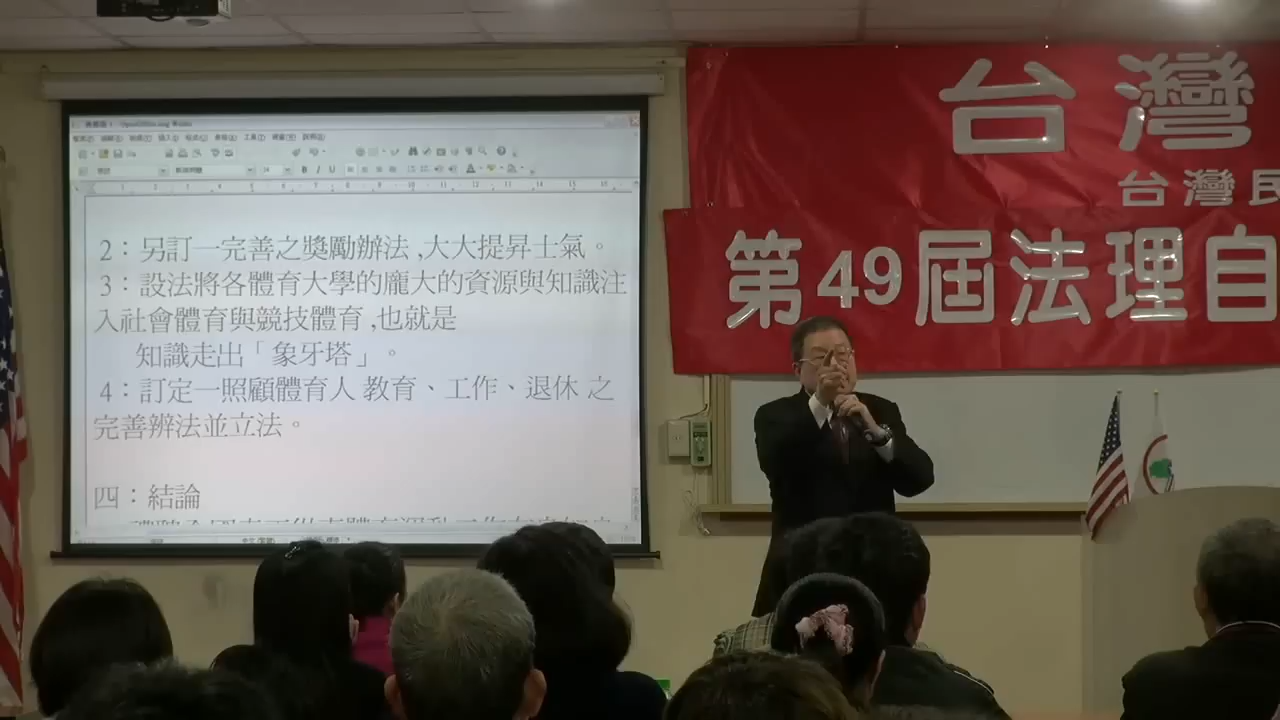 2：另訂一完善之獎勵辦法,大大提昇士氣。
3：設法將各體育大學的龐大的資源與知識注
入社會體育與競技體育,也就是
知識走出「象牙塔」。
4：訂定一照顧體育人 教育、工作、退休 之
完善辨法並立法。
四：結論
台灣
台灣民
第49屆法理自